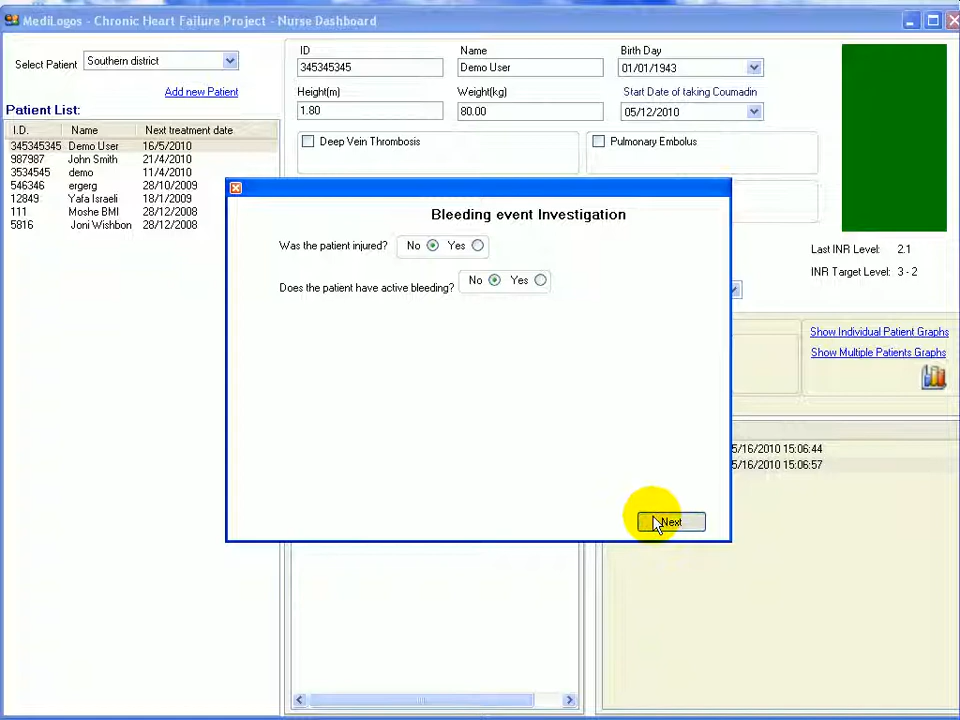 MediLogos - Chronic Heart Failure Project - Nurse Dashboard
Select Patient Southern district
Add new Patient
Patient List:
I.D. Name Next treatment date
345345345 Demo User 16/5/2010
987987 John Smith 21/4/2010
3534545 demo 11/4/2010
546346 ergerg 28/10/2009
12849 Yafa Israeli 18/1/2009
111 Moshe BMI 28/12/2008
5816 Joni Wishbon 28/12/2008
ID Name Birth Day
345345345 Demo User 01/01/1943
Height(m) Weight(kg) Start Date of taking Coumadin
1.80 80.00 05/12/2010
Deep Vein Thrombosis Pulmonary Embolus
Last INR Level: 2.1
INR Target Level: 3 - 2
Show Individual Patient Graphs
Show Multiple Patients Graphs
Bleeding event Investigation
Was the patient injured? No Yes
Does the patient have active bleeding? No Yes
Next
5/16/2010 15:06:44
5/16/2010 15:06:57